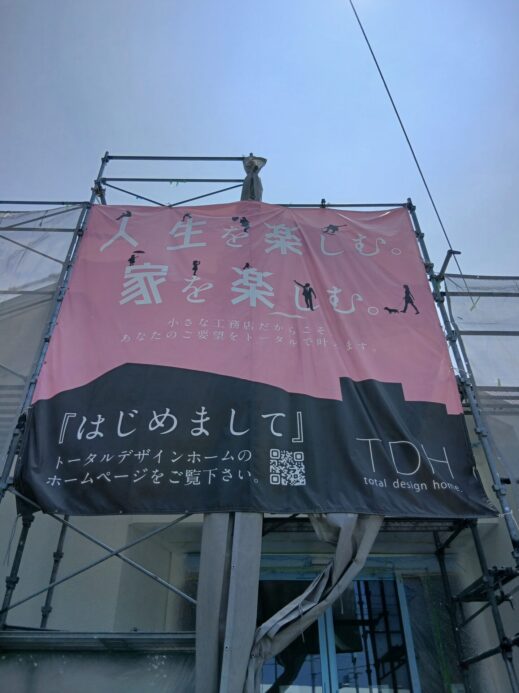 人生を楽しむ。
家を楽しむ。
小さな工務店だからこそ
あなたのご要望をトータルで叶えます。
『はじめまして』
トータルデザインホームの
ホームページをご覧下さい。
TDH
total design home.